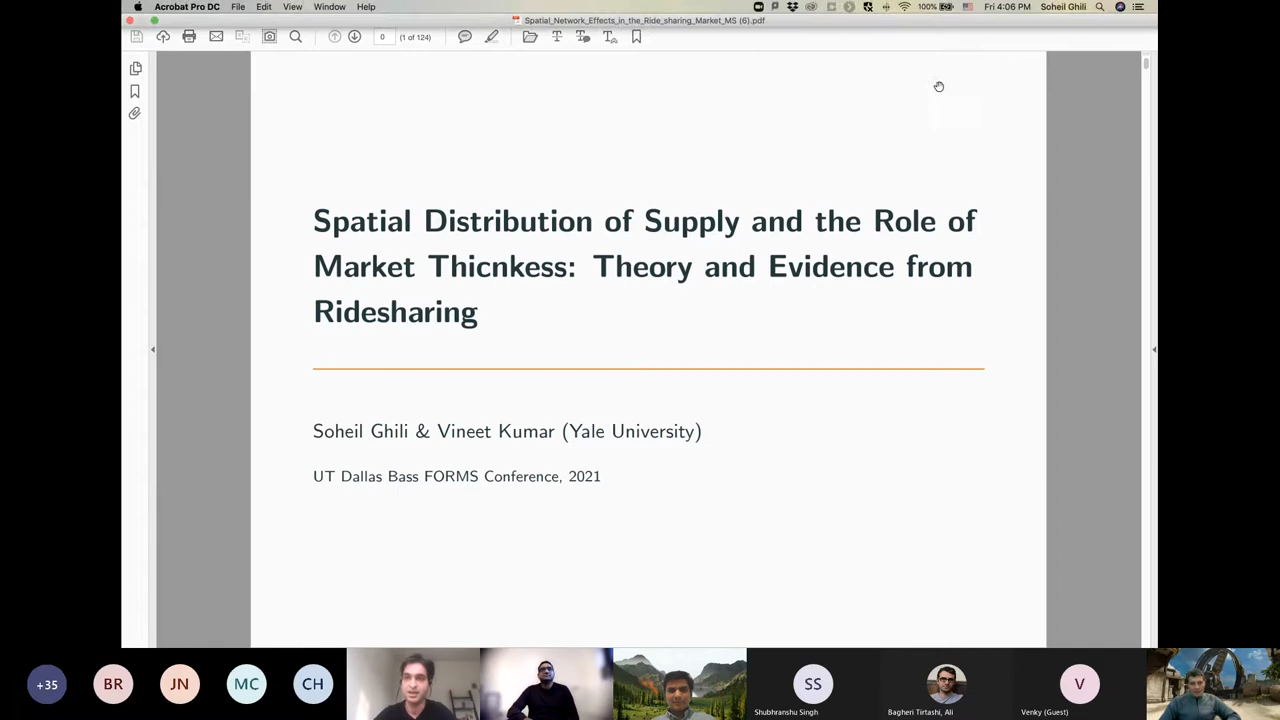 Acrobat Pro DC File Edit View Window Help 100% Fri 4:06 PM Soheil Ghili
Spatial_Network_Effects_in_the_Ride_sharing_Market_MS (6).pdf
0 (1 of 124)
Spatial Distribution of Supply and the Role of
Market Thicnkess: Theory and Evidence from
Ridesharing
Soheil Ghili & Vineet Kumar (Yale University)
UT Dallas Bass FORMS Conference, 2021
+35 BR JN MC CH SS V
Shubhranshu Singh Bagheri Tirtashi, Ali Venky (Guest)